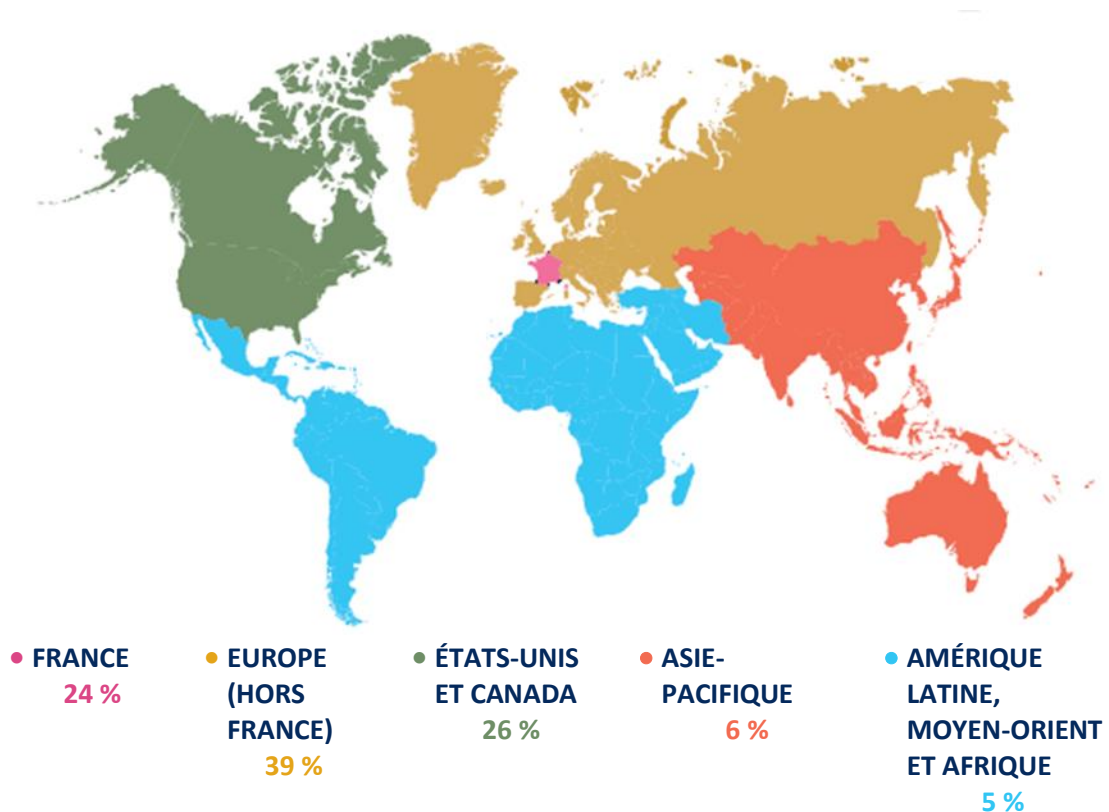 FRANCE
24 %
EUROPE
(HORS
FRANCE)
39 %
ÉTATS-UNIS
ET CANADA
26 %
ASIE-
PACIFIQUE
6 %
AMÉRIQUE
LATINE,
MOYEN-ORIENT
ET AFRIQUE
5 %